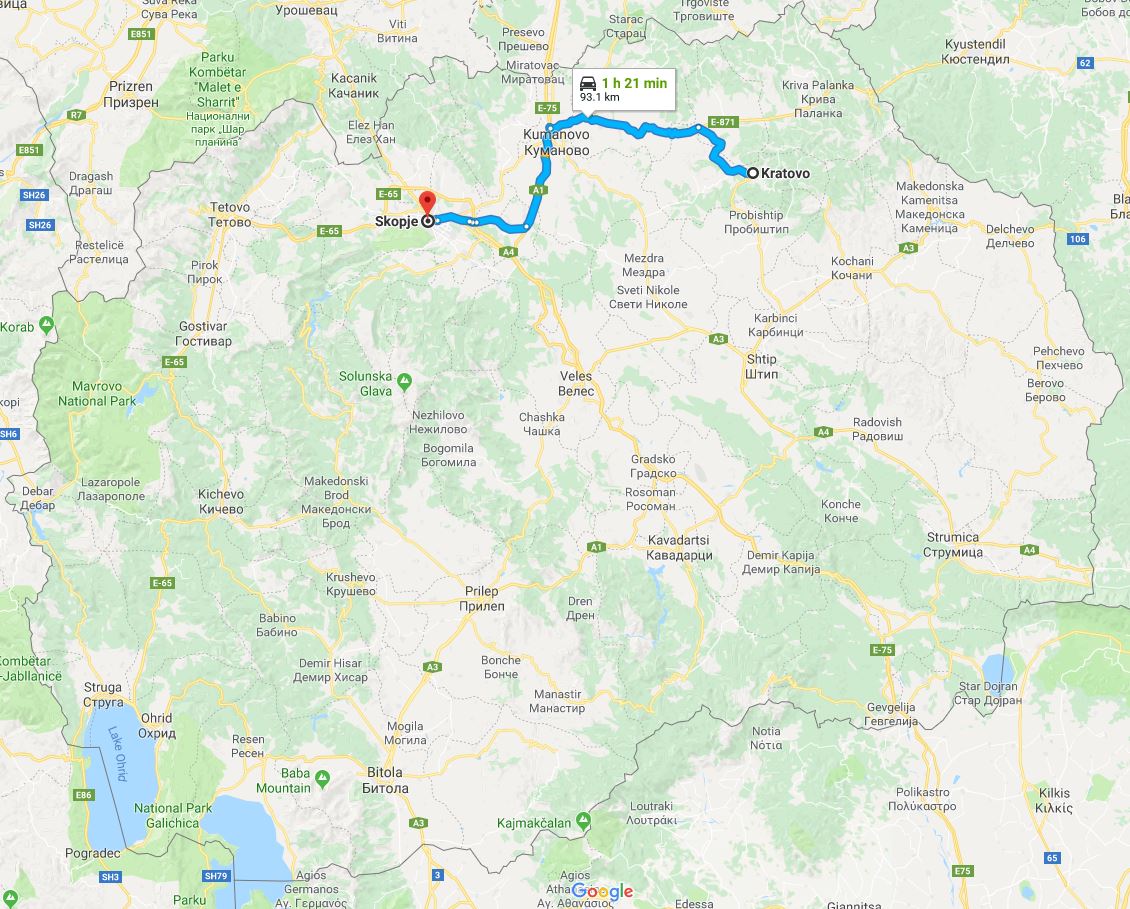 вица
Suva Reka
Сува Река
Urosevac
Урошевац
Viti
Витина
Starac
Старац
Trgovište
Трговиште
Bobov do
Бобов до
E851
Presevo
Прешево
Miratovac
Миратовац
Kyustendil
Кюстендил
62
Parku
Kombëtar
"Malet e
Sharrit"
Национални
парк „Шар
планина
Prizren
Призрен
Kacanik
Качаник
1 h 21 min
93.1 km
E-75
Kriva Palanka
Крива
Паланка
R7
Elez Han
Елез Хан
Kumanovo
Куманово
E-871
E851
Dragash
Драгаш
SH26
SH26
E-65
A1
Kratovo
Makedonska
Kamenitsa
Македонска
Каменица
Bla
Бла
Tetovo
Тетово
E-65
Skopje
Probishtip
Пробиштип
Delchevo
Делчево
106
Restelicë
Растелица
A4
A3
Pirok
Пирок
Mezdra
Мездра
Kochani
Кочани
Sveti Nikole
Свети Николе
Korab
Gostivar
Гостивар
Karbinci
Карбинци
E-65
A3
Shtip
Штип
Pehchevo
Пехчево
Mavrovo
National Park
Solunska
Glava
Veles
Велес
Berovo
Берово
kopi
SH6
Nezhilovo
Нежилово
Chashka
Чашка
Radovish
Радовиш
A4
Bogomila
Богомила
Gradsko
Градско
Debar
Дебар
Lazaropole
Лазарополе
Kichevo
Кичево
Makedonski
Brod
Македонски
Брод
Rosoman
Росоман
Konche
Конче
Kavadartsi
Кавадарци
Strumica
Струмица
A4
A1
Demir Kapija
Демир Капија
E-65
Krushevo
Крушево
Prilep
Прилеп
Dren
Дрен
Babino
Бабино
E-75
Kombëtar
-Jabllanicë
Demir Hisar
Демир Хисар
A3
Bonche
Бонче
Struga
Струга
Manastir
Манастир
Star Dojran
Стар Дојран
Ohrid
Охрид
Gevgelija
Гевгелија
Lake Ohrid
Resen
Ресен
Mogila
Могила
Notia
Νότια
Baba
Mountain
Bitola
Битола
E86
National Park
Galichica
Polikastro
Πολύκαστρο
Kilkis
Κιλκίς
A3
Kajmakčalan
Loutraki
Λουτράκι
Pogradec
65
SH3
SH79
3
E75
Agios
Germanos
Αγ. Γερμανός
Agios
Atha
Αγ. Αθανάσιος
Google
Parku
Edessa
Giannitsa